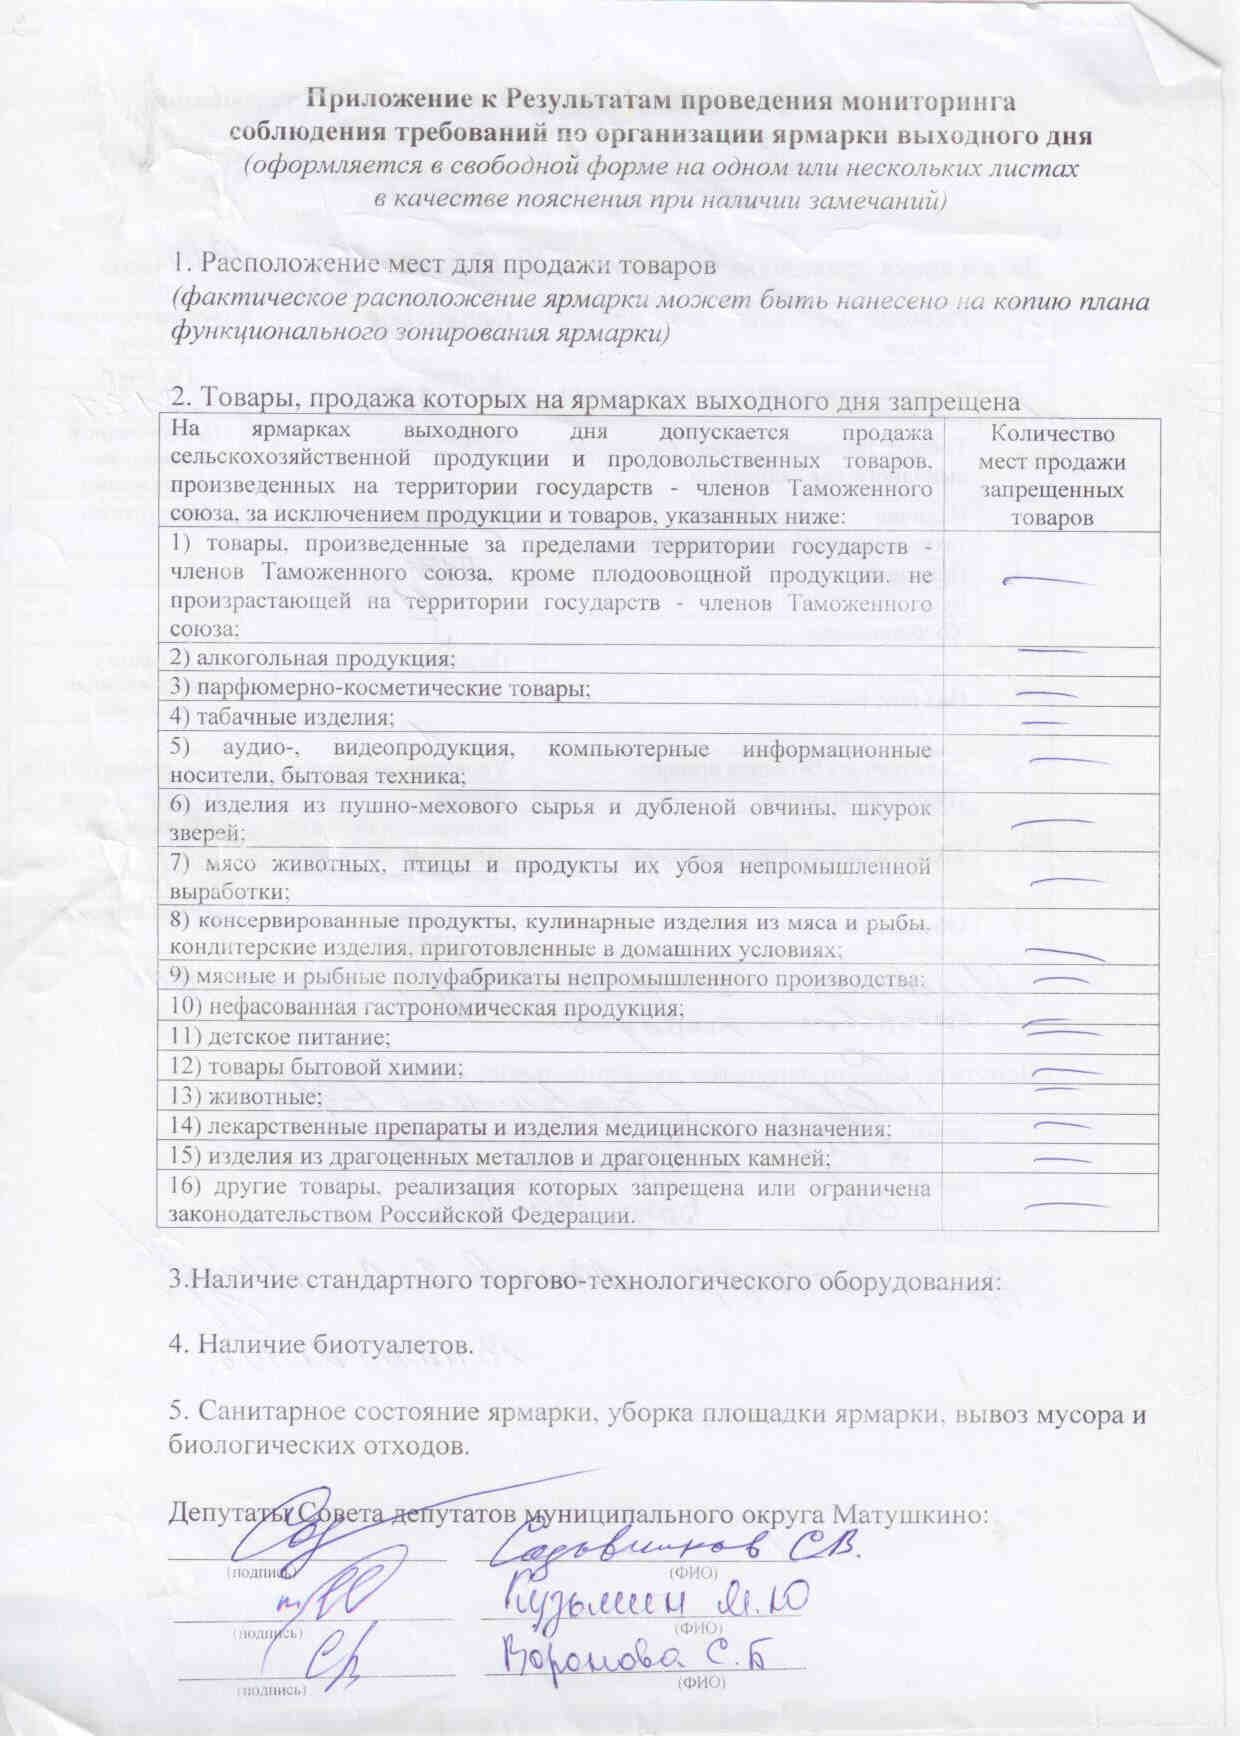 Приложение к Результатам проведения мониторинга
соблюдения требований по организации ярмарки выходного дня
(оформляется в свободной форме на одном или нескольких листах
в качестве пояснения при наличии замечаний)
1. Расположение мест для продажи товаров
(фактическое расположение ярмарки может быть нанесено на копию плана
функционального зонирования ярмарки)
2. Товары, продажа которых на ярмарках выходного дня запрещена
На ярмарках выходного дня допускается продажа
сельскохозяйственной продукции и продовольственных товаров,
произведенных на территории государств - членов Таможенного
союза, за исключением продукции и товаров, указанных ниже:
Количество
мест продажи
запрещенных
товаров
1) товары, произведенные за пределами территории государств -
членов Таможенного союза, кроме плодоовощной продукции, не
произрастающей на территории государств - членов Таможенного
союза;
—
2) алкогольная продукция;
—
3) парфюмерно-косметические товары;
—
4) табачные изделия;
—
5) аудио-, видеопродукция, компьютерные информационные
носители, бытовая техника;
—
6) изделия из пушно-мехового сырья и дубленой овчины, шкурок
зверей;
—
7) мясо животных, птицы и продукты их убоя непромышленной
выработки;
—
8) консервированные продукты, кулинарные изделия из мяса и рыбы,
кондитерские изделия, приготовленные в домашних условиях;
—
9) мясные и рыбные полуфабрикаты непромышленного производства;
—
10) нефасованная гастрономическая продукция;
—
11) детское питание;
—
12) товары бытовой химии;
—
13) животные;
—
14) лекарственные препараты и изделия медицинского назначения;
—
15) изделия из драгоценных металлов и драгоценных камней;
—
16) другие товары, реализация которых запрещена или ограничена
законодательством Российской Федерации.
—
3.Наличие стандартного торгово-технологического оборудования:
4. Наличие биотуалетов.
5. Санитарное состояние ярмарки, уборка площадки ярмарки, вывоз мусора и
биологических отходов.
Депутаты Совета депутатов муниципального округа Матушкино:
Садовников С.В.
(подпись) (ФИО)
Кузьмин М.Ю
(подпись) (ФИО)
Воронова С.Б
(подпись) (ФИО)